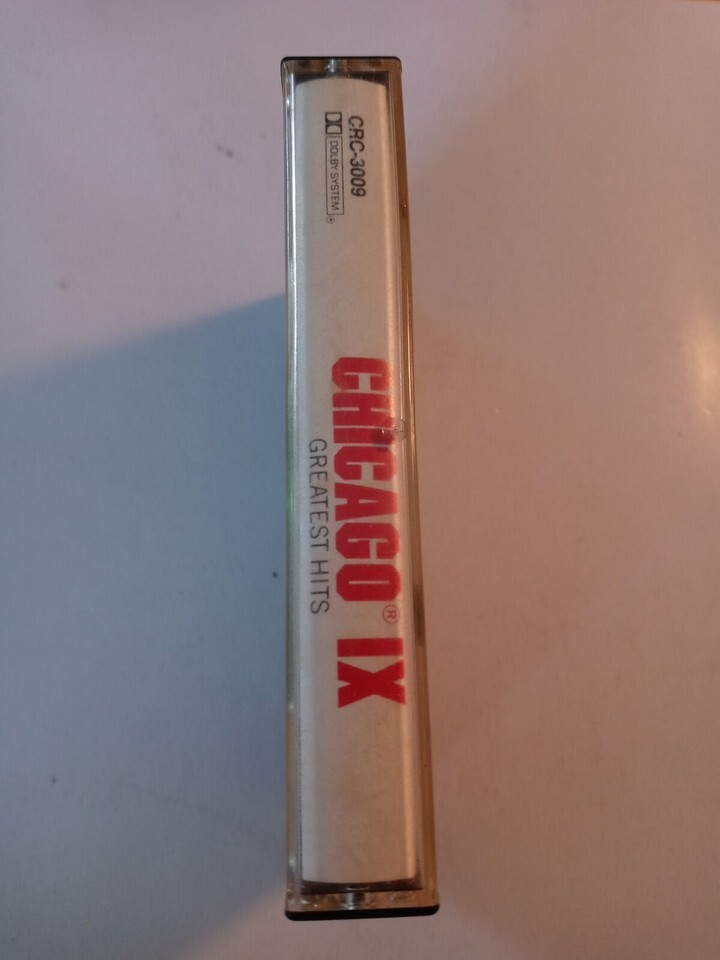 CRC-3009
DOLBY SYSTEM ®
CHICAGO® IX
GREATEST HITS